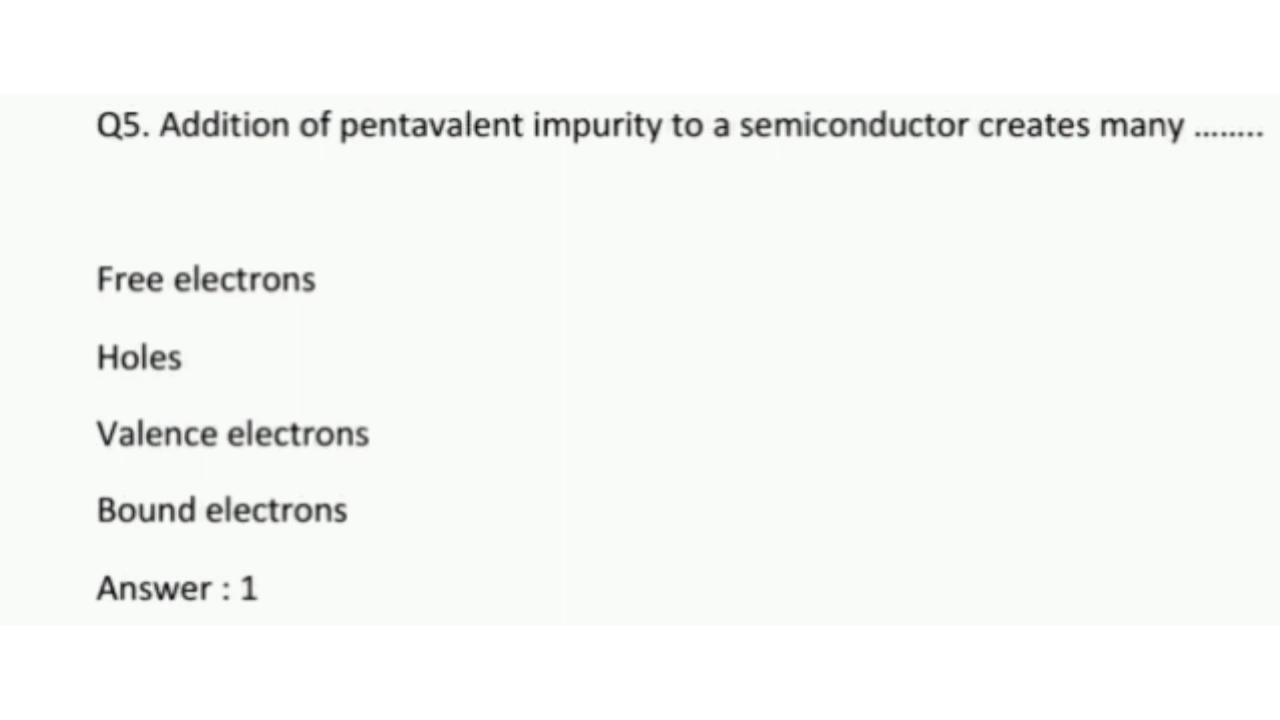 Q5. Addition of pentavalent impurity to a semiconductor creates many ........
Free electrons
Holes
Valence electrons
Bound electrons
Answer : 1